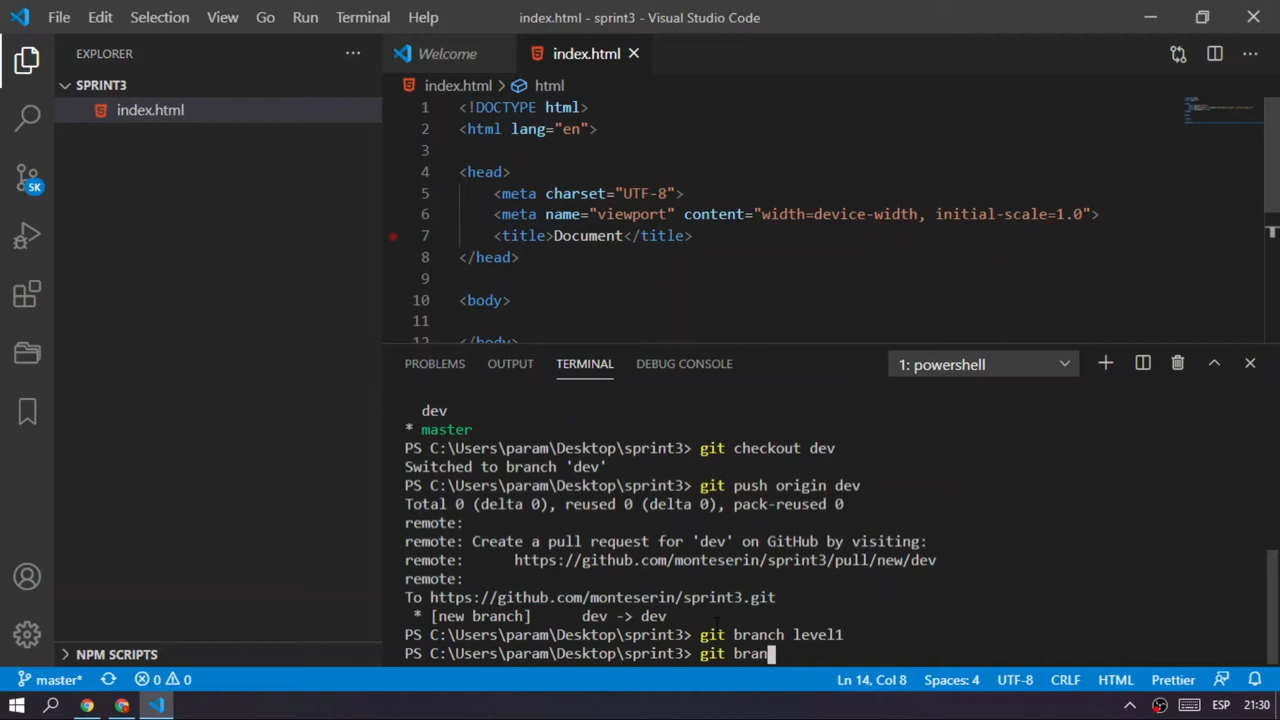 File Edit Selection View Go Run Terminal Help index.html - sprint3 - Visual Studio Code
EXPLORER
Welcome index.html
SPRINT3
index.html
index.html > html
1 <!DOCTYPE html>
2 <html lang="en">
3
4 <head>
5 <meta charset="UTF-8">
6 <meta name="viewport" content="width=device-width, initial-scale=1.0">
7 <title>Document</title>
8 </head>
9
10 <body>
11
12 </body>
SK
PROBLEMS OUTPUT TERMINAL DEBUG CONSOLE 1: powershell
dev
* master
PS C:\Users\param\Desktop\sprint3> git checkout dev
Switched to branch 'dev'
PS C:\Users\param\Desktop\sprint3> git push origin dev
Total 0 (delta 0), reused 0 (delta 0), pack-reused 0
remote:
remote: Create a pull request for 'dev' on GitHub by visiting:
remote: https://github.com/monteserin/sprint3/pull/new/dev
remote:
To https://github.com/monteserin/sprint3.git
* [new branch] dev -> dev
PS C:\Users\param\Desktop\sprint3> git branch level1
PS C:\Users\param\Desktop\sprint3> git bran
NPM SCRIPTS
master* 0 0 Ln 14, Col 8 Spaces: 4 UTF-8 CRLF HTML Prettier
ESP 21:30